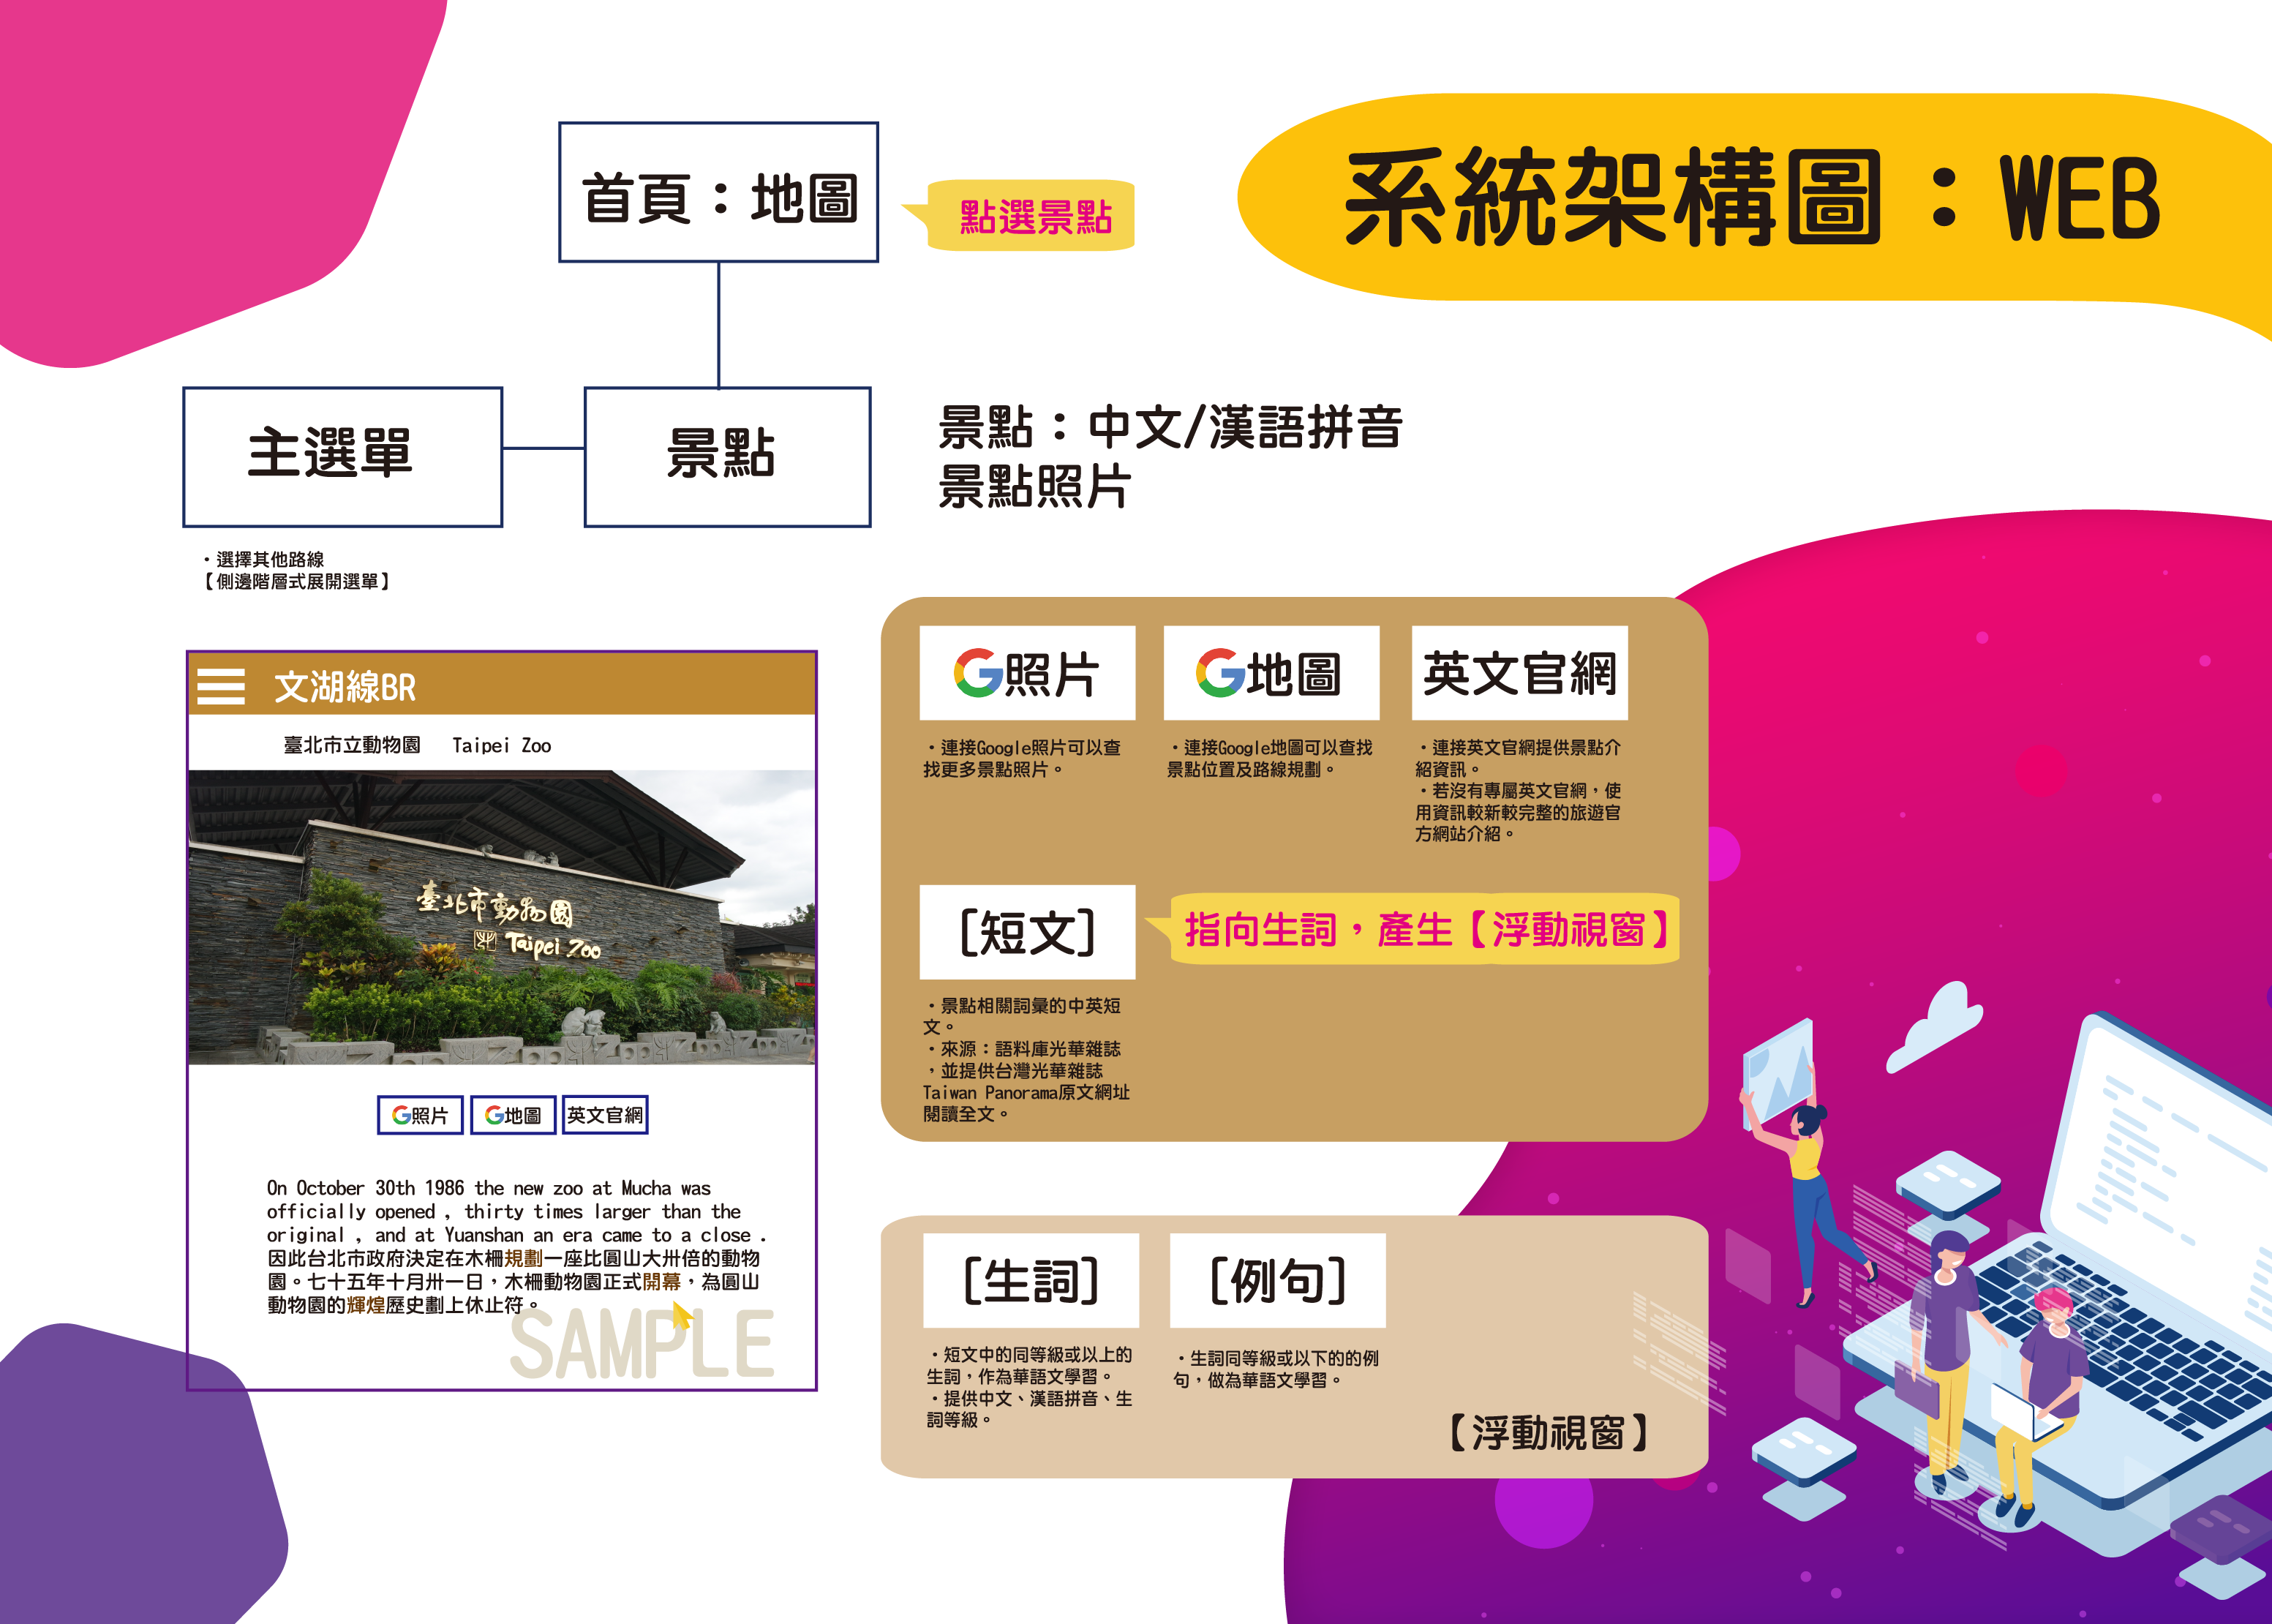 系統架構圖：WEB
首頁：地圖
點選景點
主選單
景點
景點：中文/漢語拼音
景點照片
・選擇其他路線
【側邊階層式展開選單】
文湖線BR
臺北市立動物園 Taipei Zoo
臺北市動物園
Taipei Zoo
G照片
G地圖
英文官網
On October 30th 1986 the new zoo at Mucha was
officially opened , thirty times larger than the
original , and at Yuanshan an era came to a close .
因此台北市政府決定在木柵規劃一座比圓山大卅倍的動物
園。七十五年十月卅一日，木柵動物園正式開幕，為圓山
動物園的輝煌歷史劃上休止符。
SAMPLE
G照片
・連接Google照片可以查
找更多景點照片。
G地圖
・連接Google地圖可以查找
景點位置及路線規劃。
英文官網
・連接英文官網提供景點介
紹資訊。
・若沒有專屬英文官網，使
用資訊較新較完整的旅遊官
方網站介紹。
[短文]
指向生詞，產生【浮動視窗】
・景點相關詞彙的中英短
文。
・來源：語料庫光華雜誌
，並提供台灣光華雜誌
Taiwan Panorama原文網址
閱讀全文。
[生詞]
・短文中的同等級或以上的
生詞，作為華語文學習。
・提供中文、漢語拼音、生
詞等級。
[例句]
・生詞同等級或以下的的例
句，做為華語文學習。
【浮動視窗】